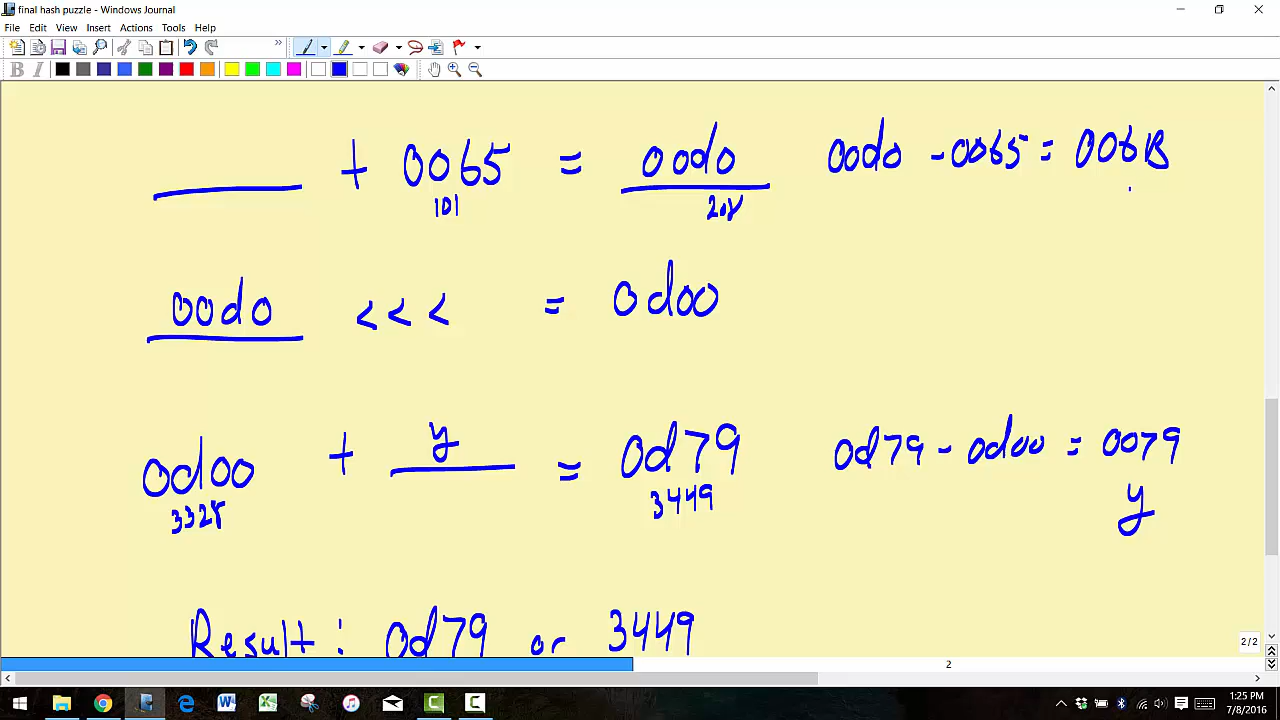 final hash puzzle - Windows Journal
File Edit View Insert Actions Tools Help
+ 0065 = 00d0 00d0 - 0065 = 006B
101 208
00d0 <<< = 0d00
0d00 + y = 0d79 0d79 - 0d00 = 0079
3328 3449 y
Result: 0d79 or 3449
2/2
2
1:25 PM
7/8/2016